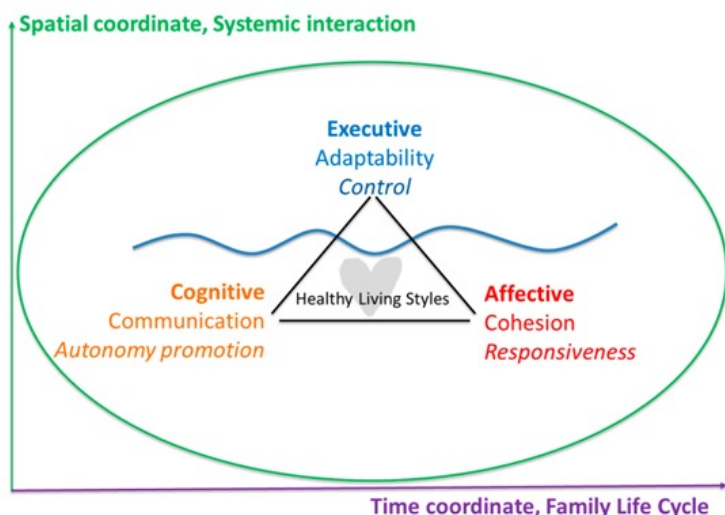 Spatial coordinate, Systemic interaction
Executive
Adaptability
Control
Cognitive
Communication
Autonomy promotion
Healthy Living Styles
Affective
Cohesion
Responsiveness
Time coordinate, Family Life Cycle